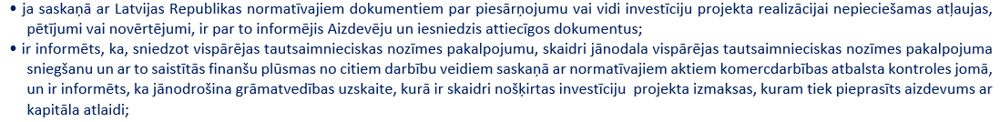 • ja saskaņā ar Latvijas Republikas normatīvajiem dokumentiem par piesārņojumu vai vidi investīciju projekta realizācijai nepieciešamas atļaujas,
pētījumi vai novērtējumi, ir par to informējis Aizdevēju un iesniedzis attiecīgos dokumentus;
• ir informēts, ka, sniedzot vispārējas tautsaimnieciskas nozīmes pakalpojumu, skaidri jānodala vispārējas tautsaimnieciskas nozīmes pakalpojuma
sniegšanu un ar to saistītās finanšu plūsmas no citiem darbību veidiem saskaņā ar normatīvajiem aktiem komercdarbības atbalsta kontroles jomā,
un ir informēts, ka jānodrošina grāmatvedības uzskaite, kurā ir skaidri nošķirtas investīciju  projekta izmaksas, kuram tiek pieprasīts aizdevums ar
kapitāla atlaidi;